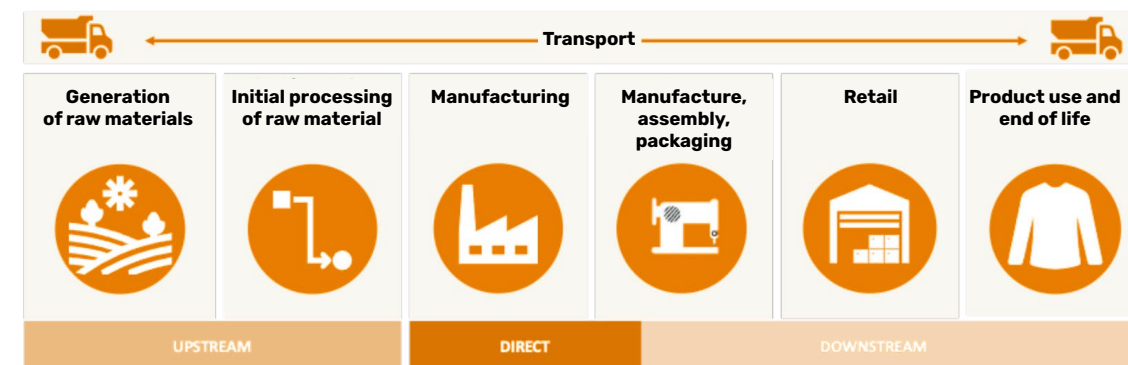 Transport
Generation
of raw materials
Initial processing
of raw material
Manufacturing
Manufacture,
assembly,
packaging
Retail
Product use and
end of life
UPSTREAM
DIRECT
DOWNSTREAM